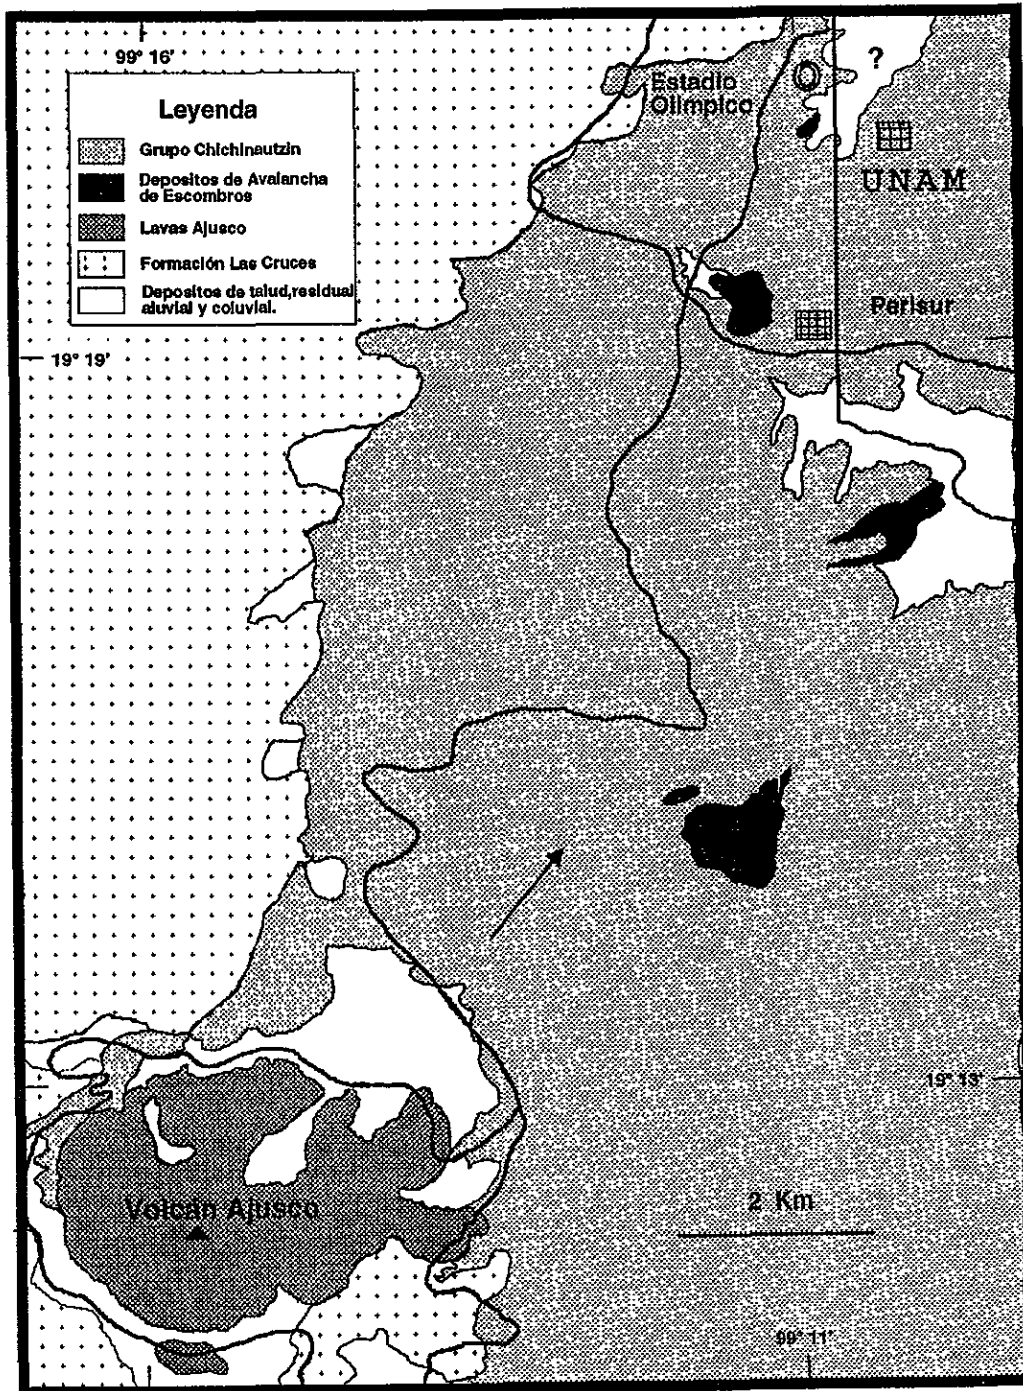 99° 16'
Leyenda
Grupo Chichinautzin
Depositos de Avalancha
de Escombros
Lavas Ajusco
Formación Las Cruces
Depositos de talud,residual
aluvial y coluvial.
Estadio
Olimpico
?
UNAM
Perisur
19° 19'
19° 13'
Volcán Ajusco
2 Km
99° 11'